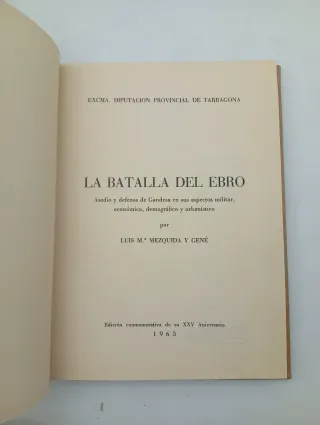 EXCMA. DIPUTACION PROVINCIAL DE TARRAGONA
LA BATALLA DEL EBRO
Asedio y defensa de Gandesa en sus aspectos militar,
económico, demográfico y urbanístico
por
LUIS M.ª MEZQUIDA Y GENÉ
Edición conmemorativa de su XXV Aniversario
1963